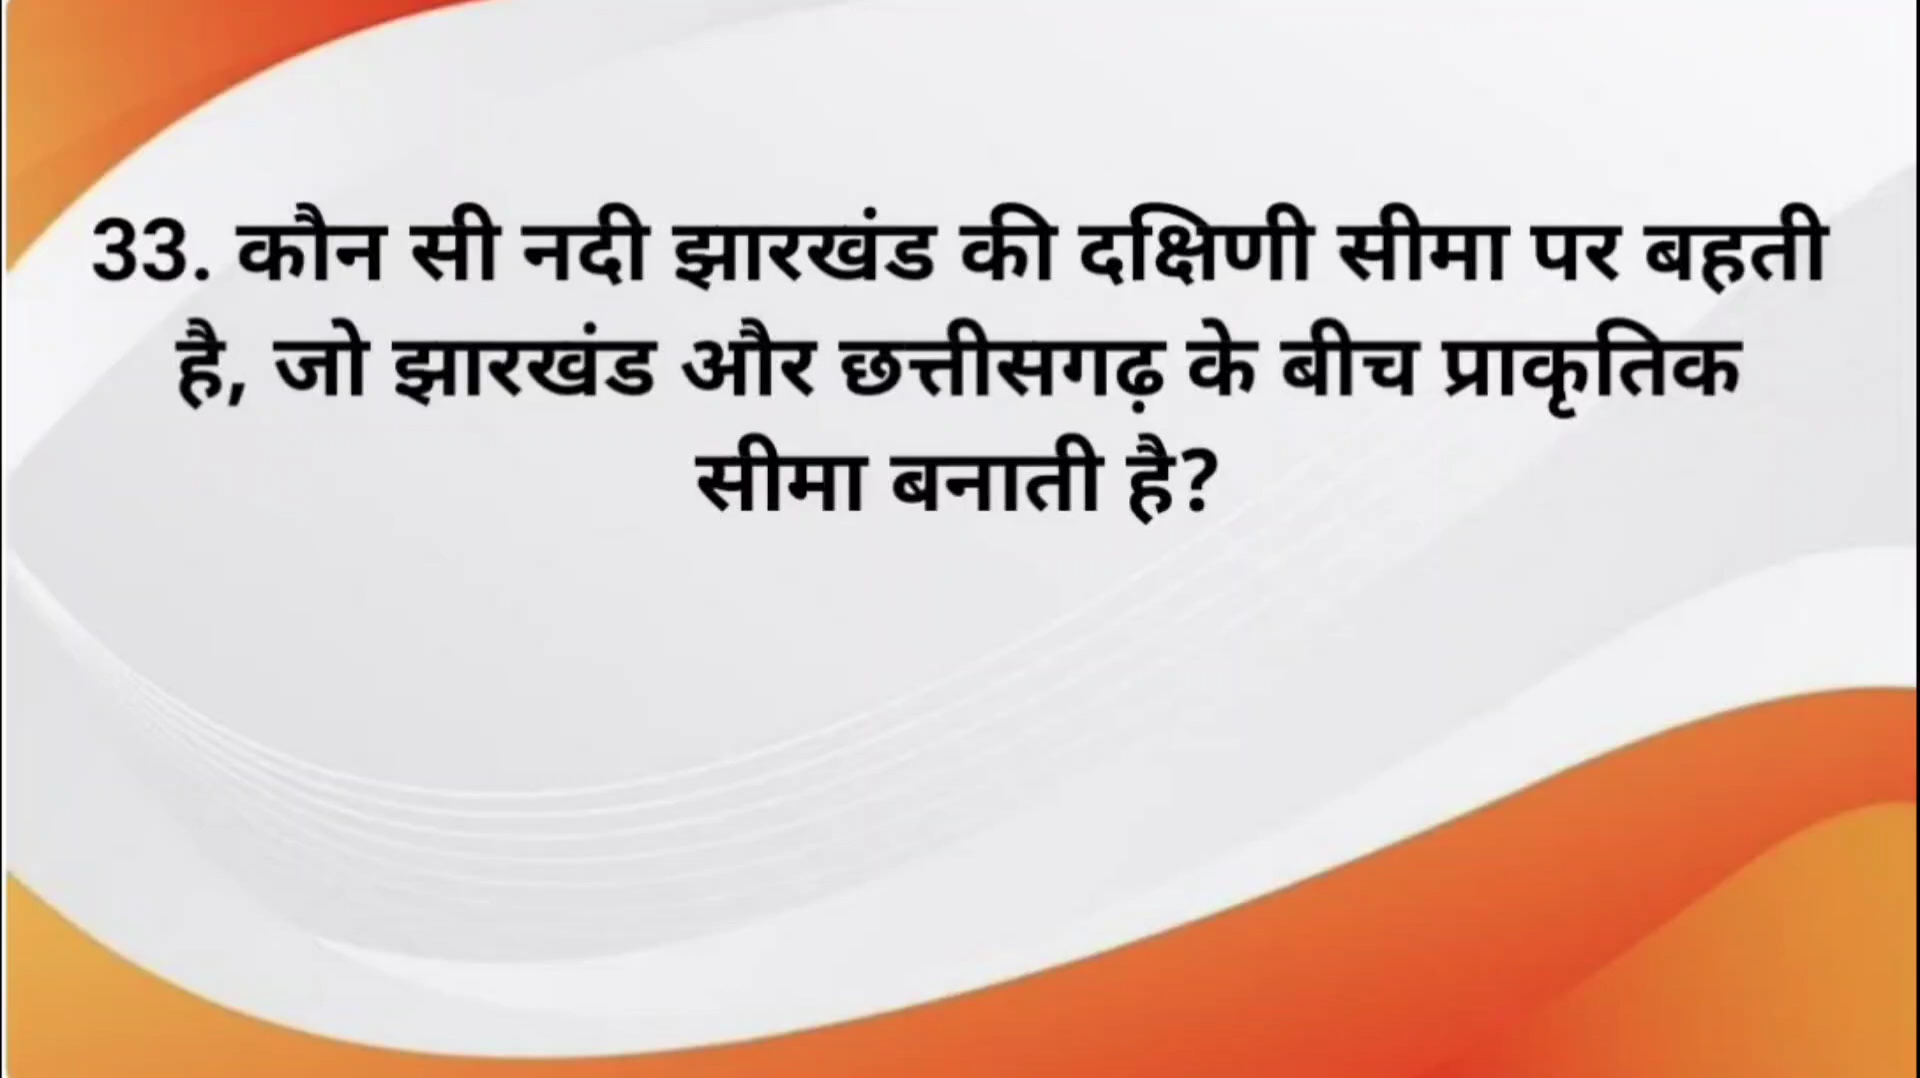 33. कौन सी नदी झारखंड की दक्षिणी सीमा पर बहती
है, जो झारखंड और छत्तीसगढ़ के बीच प्राकृतिक
सीमा बनाती है?